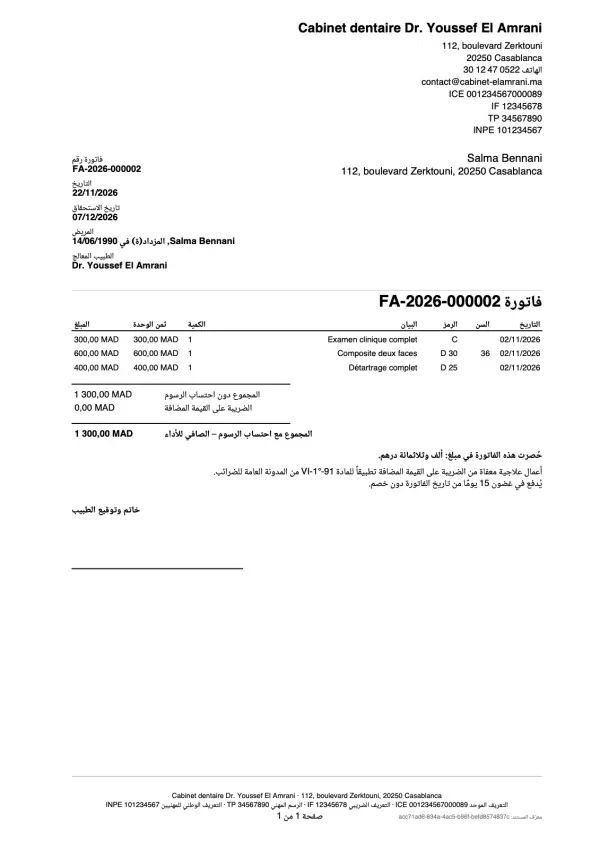 Cabinet dentaire Dr. Youssef El Amrani
112, boulevard Zerktouni
20250 Casablanca
الهاتف 0522 47 12 30
contact@cabinet-elamrani.ma
ICE 001234567000089
IF 12345678
TP 34567890
INPE 101234567
Salma Bennani
112, boulevard Zerktouni, 20250 Casablanca
فاتورة رقم
FA-2026-000002
التاريخ
22/11/2026
تاريخ الاستحقاق
07/12/2026
المريض
Salma Bennani, المزداد(ة) في 14/06/1990
الطبيب المعالج
Dr. Youssef El Amrani
فاتورة FA-2026-000002
التاريخ السن الرمز البيان الكمية ثمن الوحدة المبلغ
02/11/2026 C Examen clinique complet 1 300,00 MAD 300,00 MAD
02/11/2026 36 D 30 Composite deux faces 1 600,00 MAD 600,00 MAD
02/11/2026 D 25 Détartrage complet 1 400,00 MAD 400,00 MAD
المجموع دون احتساب الرسوم 1 300,00 MAD
الضريبة على القيمة المضافة 0,00 MAD
المجموع مع احتساب الرسوم – الصافي للأداء 1 300,00 MAD
حُصرت هذه الفاتورة في مبلغ: ألف وثلاثمائة درهم.
أعمال علاجية معفاة من الضريبة على القيمة المضافة تطبيقاً للمادة 91-VI-1° من المدونة العامة للضرائب.
يُدفع في غضون 15 يومًا من تاريخ الفاتورة دون خصم.
خاتم وتوقيع الطبيب
Cabinet dentaire Dr. Youssef El Amrani · 112, boulevard Zerktouni, 20250 Casablanca
التعريف الموحد ICE 001234567000089 · التعريف الضريبي IF 12345678 · الرسم المهني TP 34567890 · التعريف الوطني للمهنيين INPE 101234567
صفحة 1 من 1